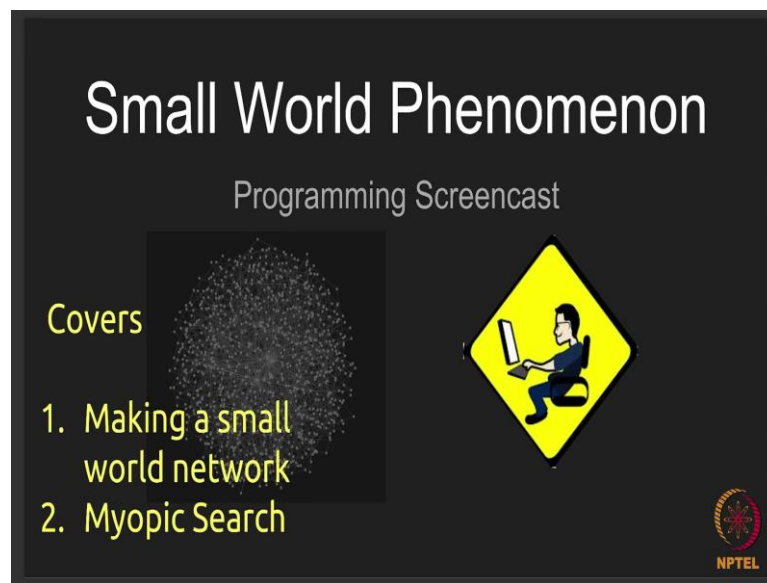 Small World Phenomenon
Programming Screencast
Covers
1. Making a small
world network
2. Myopic Search
NPTEL